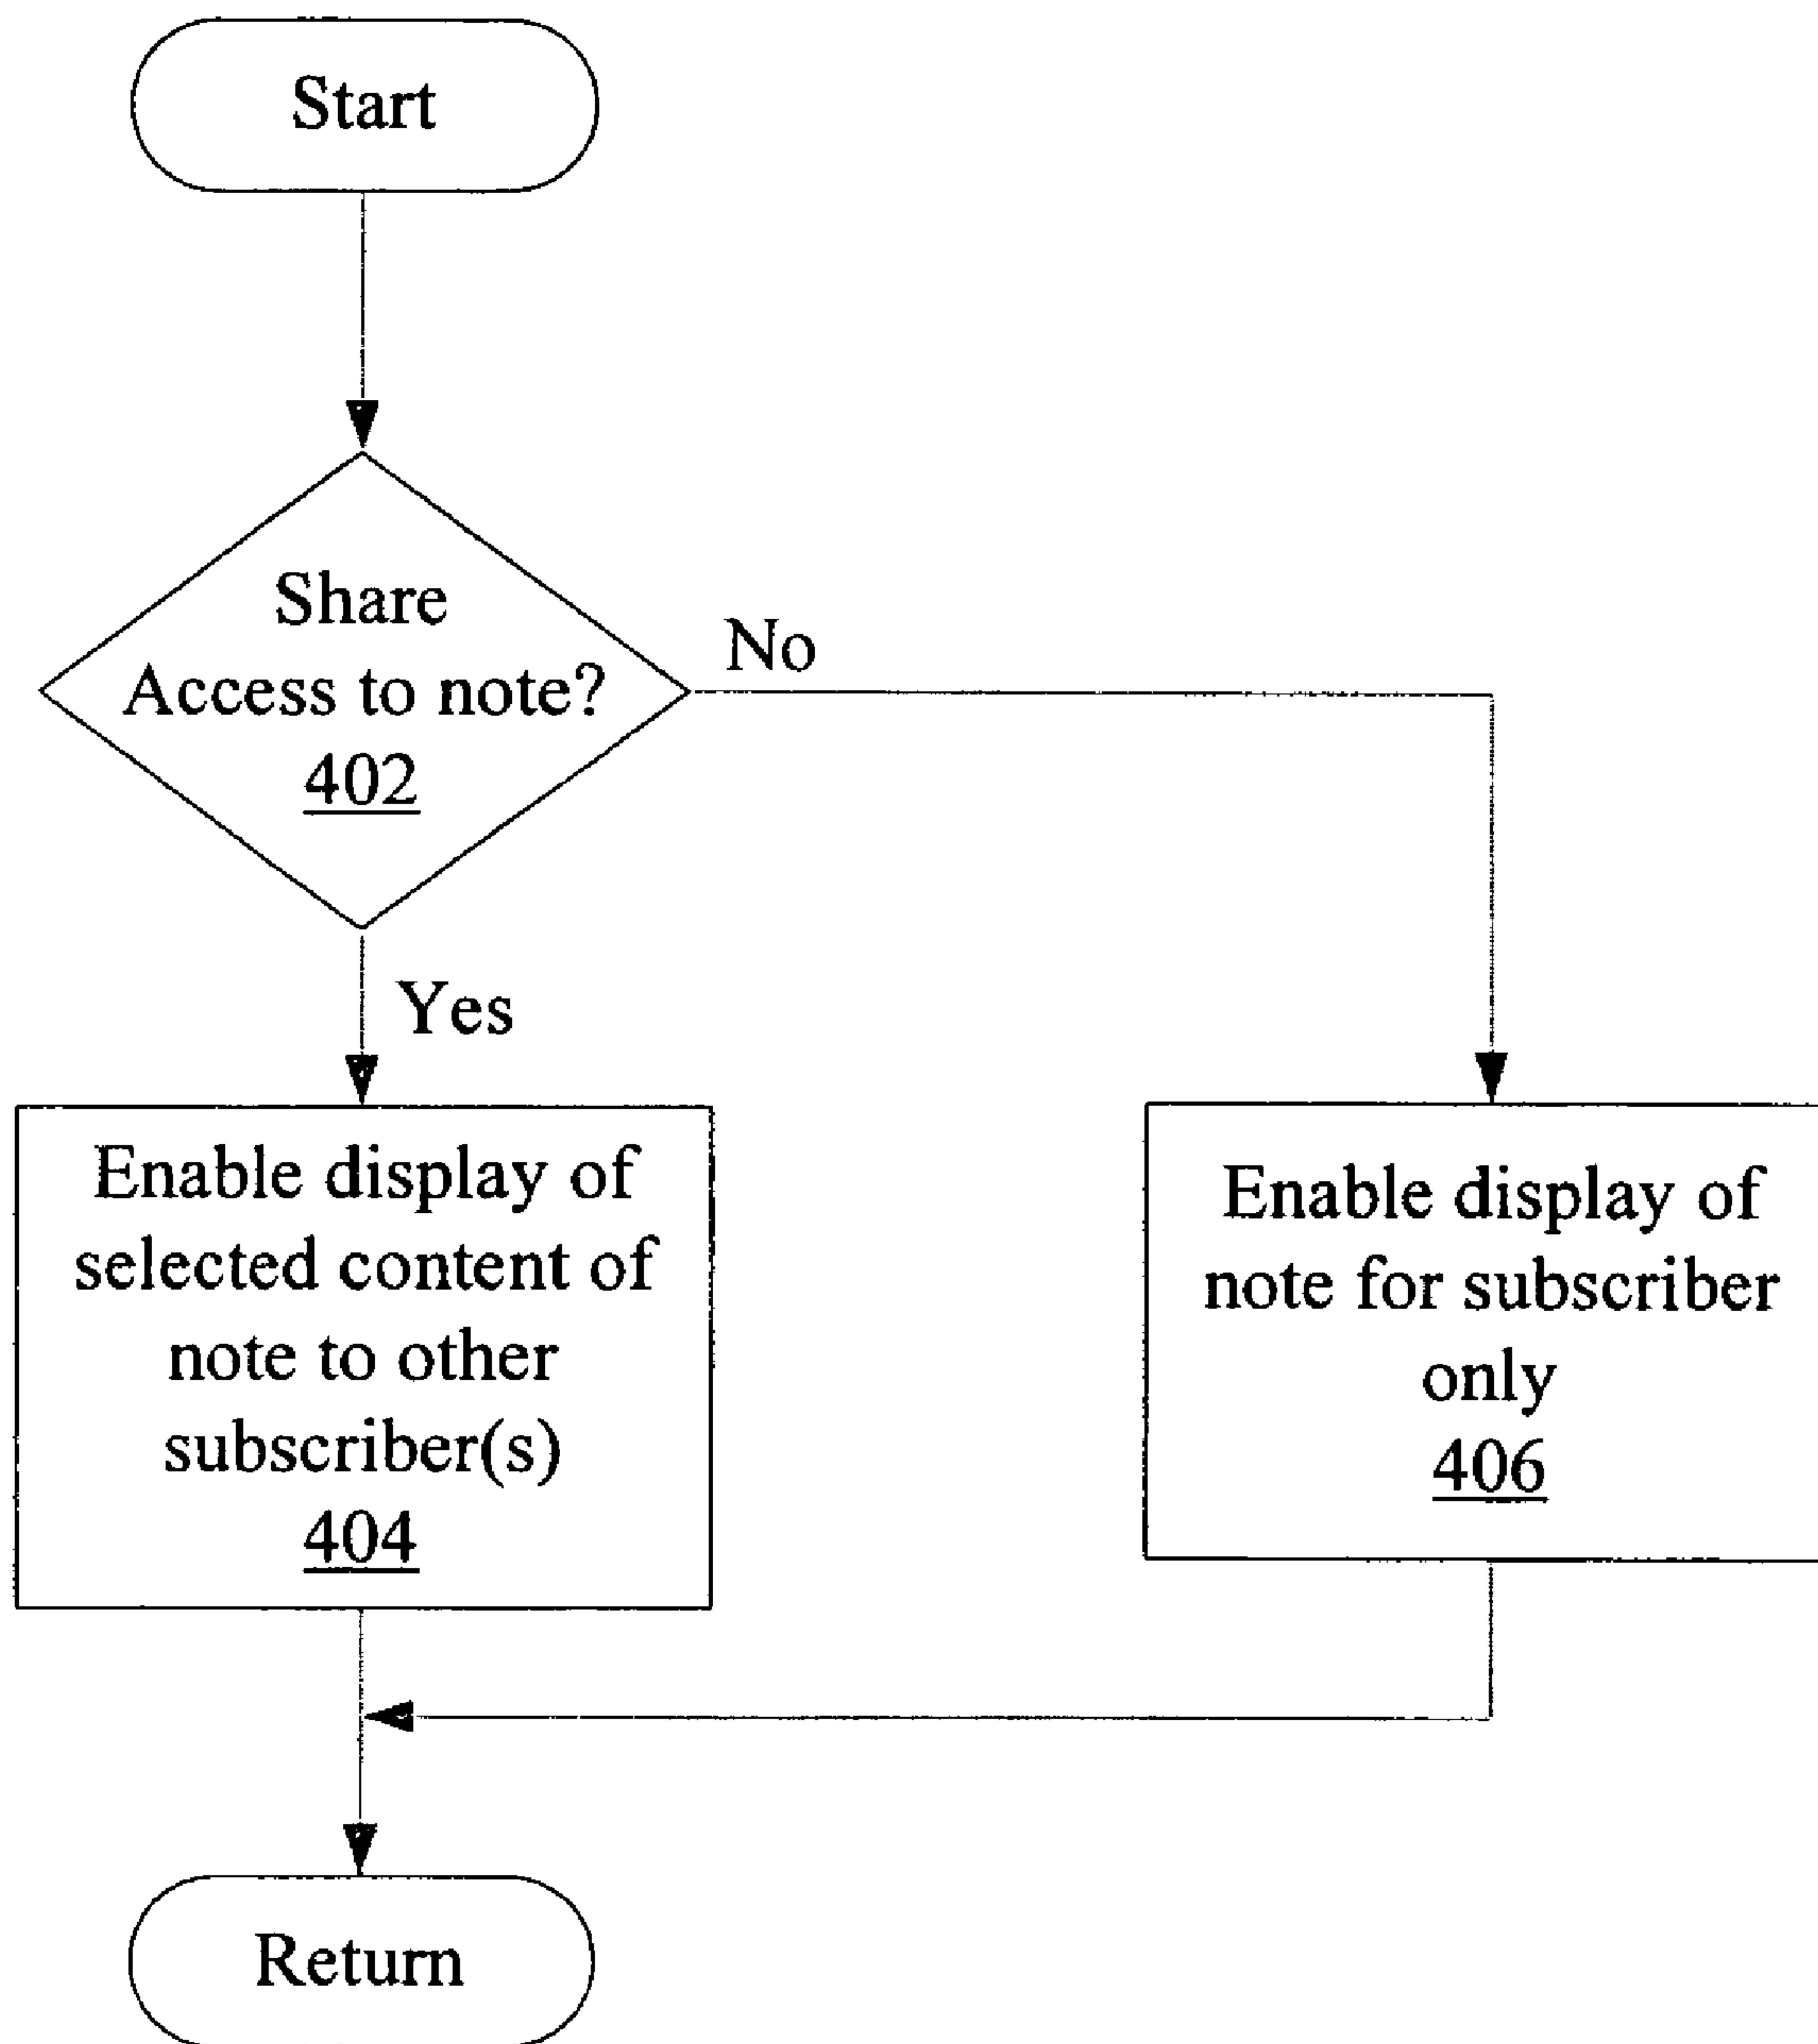 Start
Share
Access to note?
402
No
Yes
Enable display of
selected content of
note to other
subscriber(s)
404
Enable display of
note for subscriber
only
406
Return